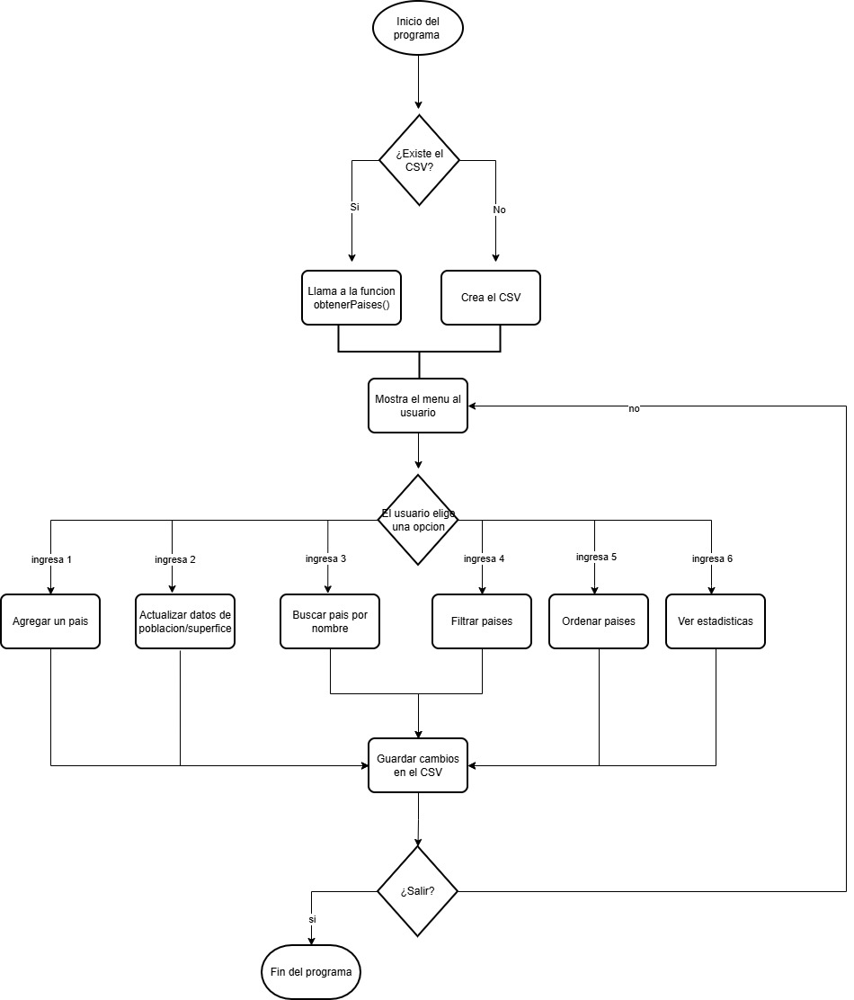 Inicio del
programa
¿Existe el
CSV?
Si
No
Llama a la funcion
obtenerPaises()
Crea el CSV
Mostra el menu al
usuario
no
El usuario elige
una opcion
ingresa 1
ingresa 2
ingresa 3
ingresa 4
ingresa 5
ingresa 6
Agregar un pais
Actualizar datos de
poblacion/superfice
Buscar pais por
nombre
Filtrar paises
Ordenar paises
Ver estadisticas
Guardar cambios
en el CSV
¿Salir?
si
Fin del programa